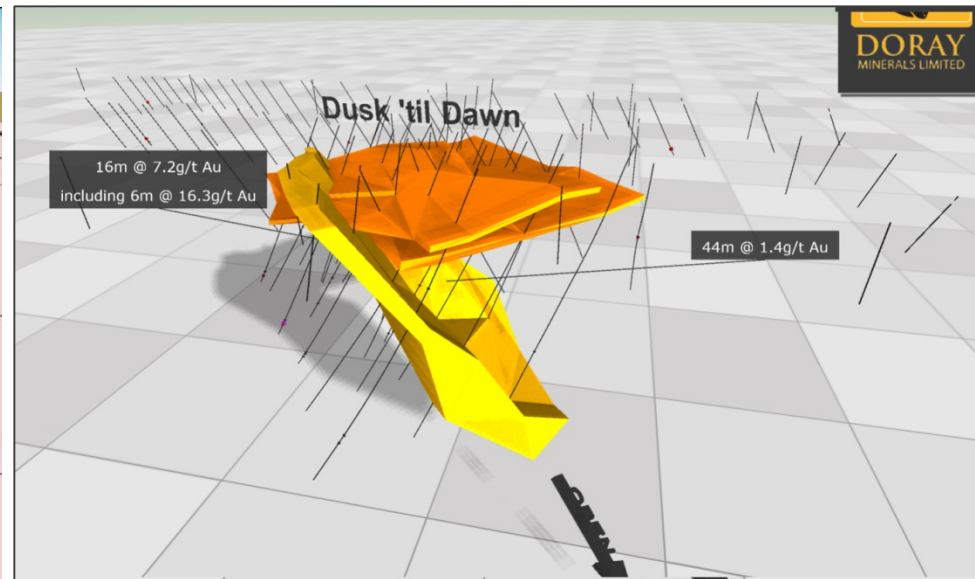 DORAY
MINERALS LIMITED
Dusk 'til Dawn
16m @ 7.2g/t Au
including 6m @ 16.3g/t Au
44m @ 1.4g/t Au
OPEN